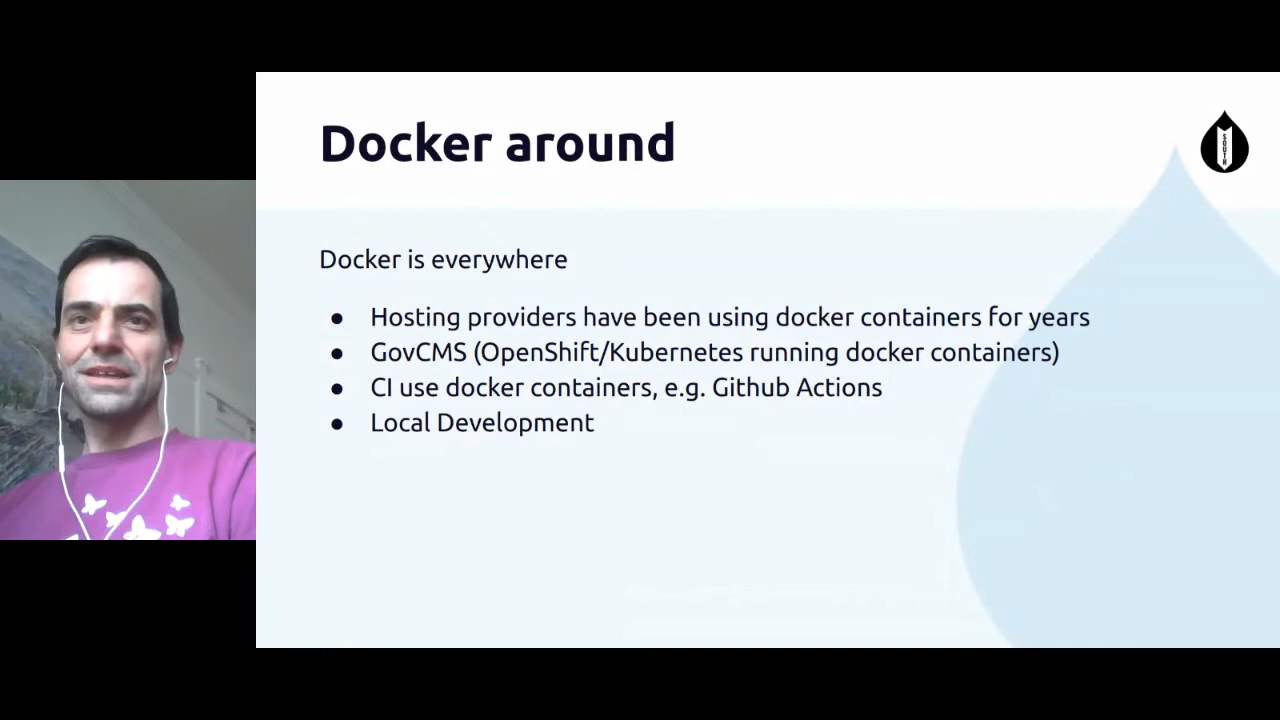 Docker around
SOUTH
Docker is everywhere
● Hosting providers have been using docker containers for years
● GovCMS (OpenShift/Kubernetes running docker containers)
● CI use docker containers, e.g. Github Actions
● Local Development